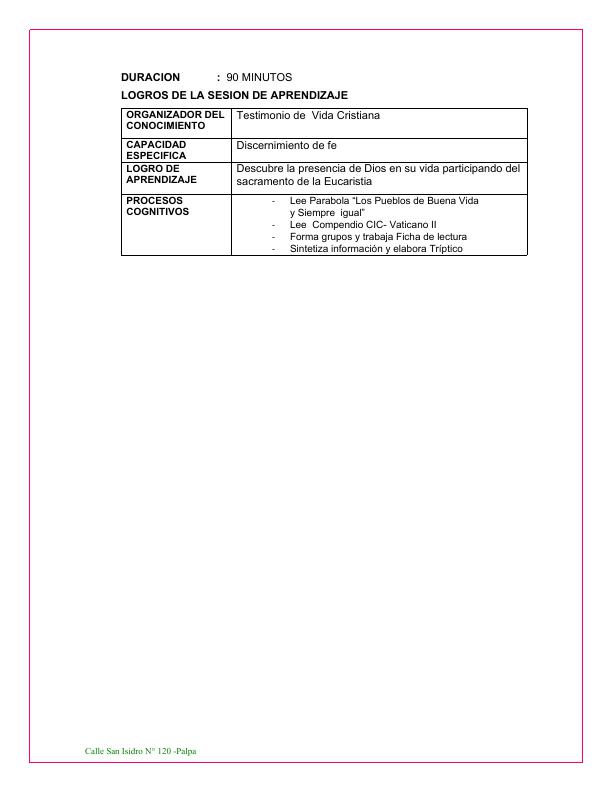 DURACION : 90 MINUTOS
LOGROS DE LA SESION DE APRENDIZAJE
ORGANIZADOR DEL
CONOCIMIENTO
Testimonio de Vida Cristiana
CAPACIDAD
ESPECIFICA
Discernimiento de fe
LOGRO DE
APRENDIZAJE
Descubre la presencia de Dios en su vida participando del
sacramento de la Eucaristia
PROCESOS
COGNITIVOS
- Lee Parabola “Los Pueblos de Buena Vida
y Siempre igual”
- Lee Compendio CIC- Vaticano II
- Forma grupos y trabaja Ficha de lectura
- Sintetiza información y elabora Tríptico
Calle San Isidro N° 120 -Palpa